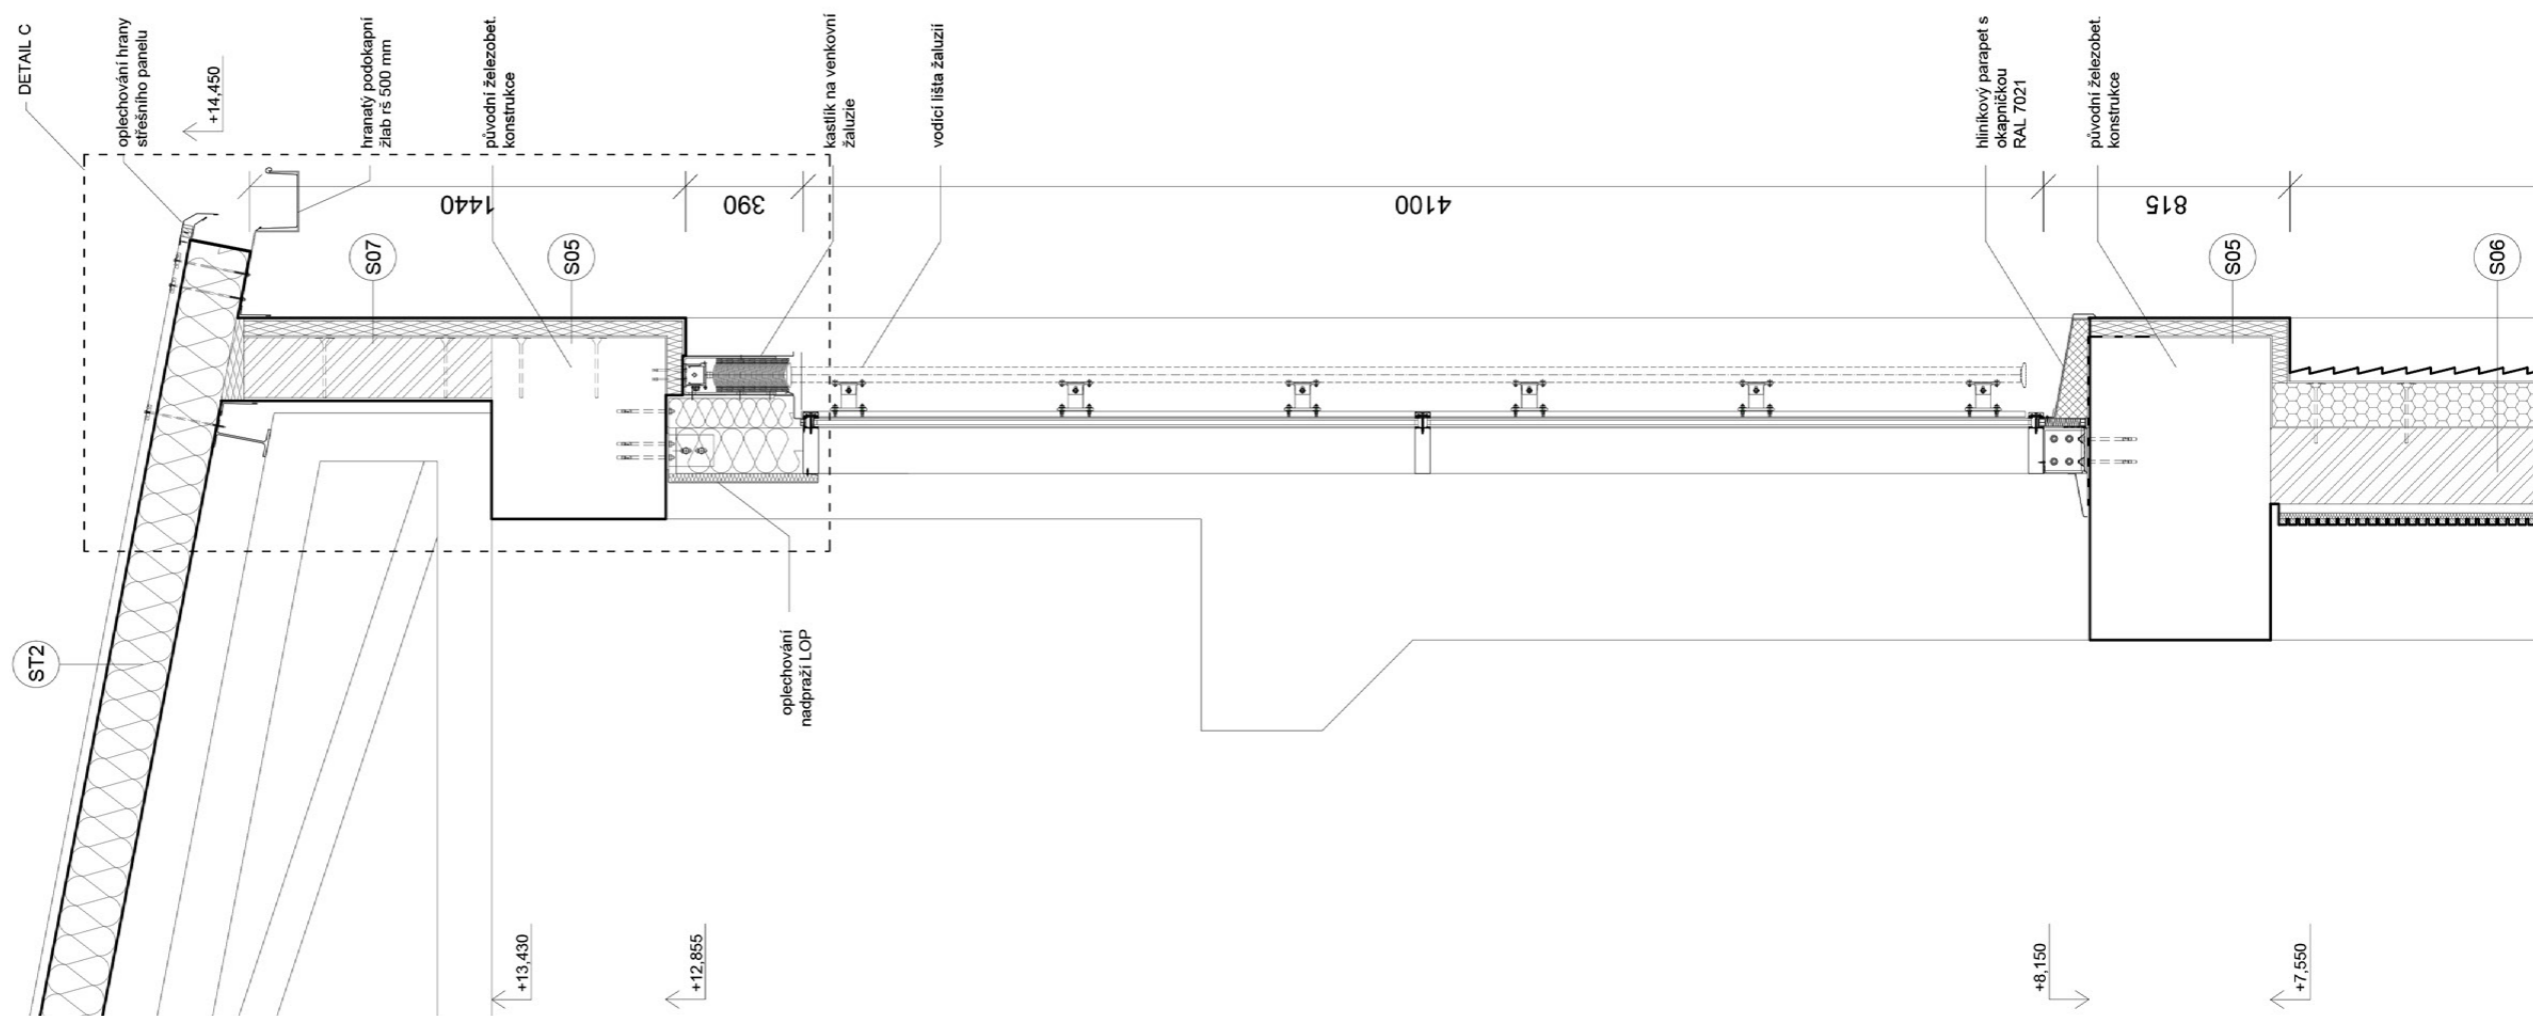 DETAIL C
oplechování hrany
střešního panelu
+14,450
hranatý podokapní
žlab rš 500 mm
původní železobet.
konstrukce
kastlík na venkovní
žaluzie
vodící lišta žaluzií
hliníkový parapet s
okapničkou
RAL 7021
původní železobet.
konstrukce
1440
390
4100
815
S07
S05
S05
S06
ST2
oplechování
nadpraží LOP
+13,430
+12,855
+8,150
+7,550